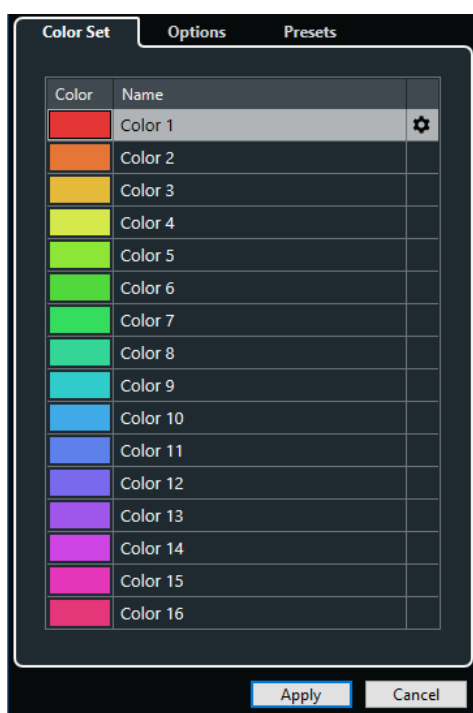 Color Set Options Presets
Color Name
Color 1
Color 2
Color 3
Color 4
Color 5
Color 6
Color 7
Color 8
Color 9
Color 10
Color 11
Color 12
Color 13
Color 14
Color 15
Color 16
Apply Cancel